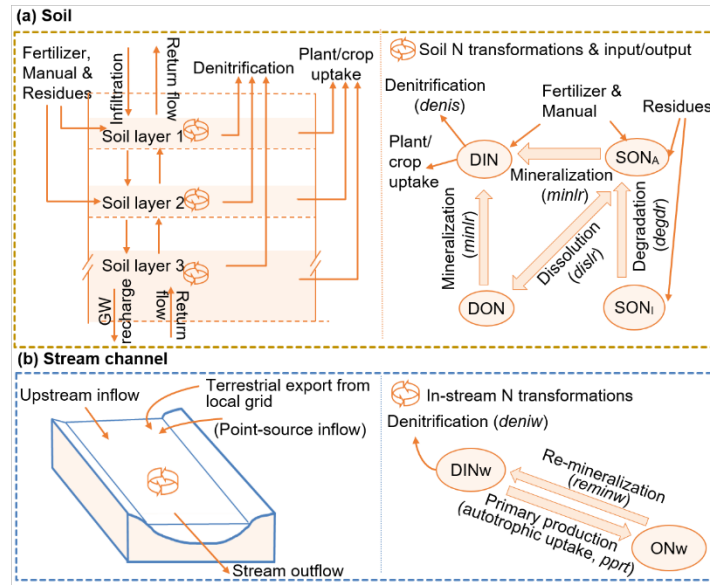 (a) Soil
Fertilizer,
Manual &
Residues
Infiltration
Return flow
Denitrification
Plant/crop
uptake
Soil layer 1
Soil layer 2
Soil layer 3
GW
recharge
Return
flow
Soil N transformations & input/output
Denitrification
(denis)
Fertilizer &
Manual
Residues
Plant/
crop
uptake
DIN
SONA
Mineralization
(minlr)
Mineralization
(minlr)
Dissolution
(dislr)
Degradation
(degdr)
DON
SONI
(b) Stream channel
Upstream inflow
Terrestrial export from
local grid
(Point-source inflow)
Stream outflow
In-stream N transformations
Denitrification (deniw)
DINw
Re-mineralization
(reminw)
Primary production
(autotrophic uptake, pprt)
ONw